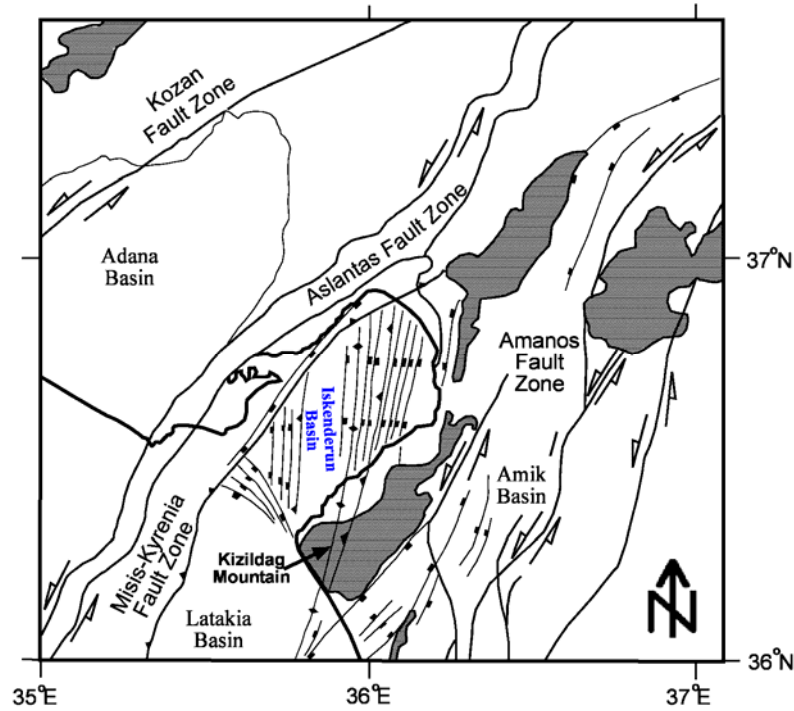 Kozan
Fault Zone
Adana
Basin
Aslantas Fault Zone
37°N
Amanos
Fault
Zone
Iskenderun
Basin
Amik
Basin
Misis-Kyrenia
Fault Zone
Kizildag
Mountain
Latakia
Basin
N
36°N
35°E
36°E
37°E